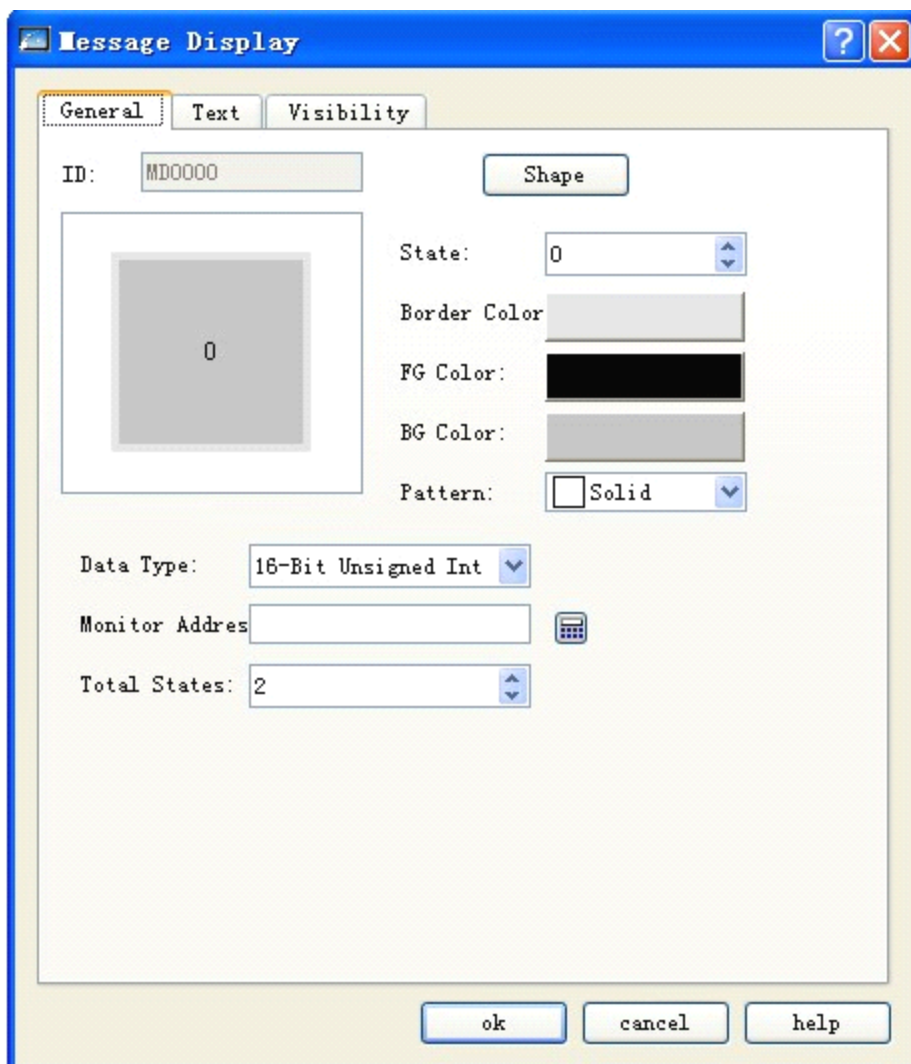 Message Display
General Text Visibility
ID: MD0000 Shape
State: 0
0
Border Color
FG Color:
BG Color:
Pattern: Solid
Data Type: 16-Bit Unsigned Int
Monitor Addres
Total States: 2
ok cancel help